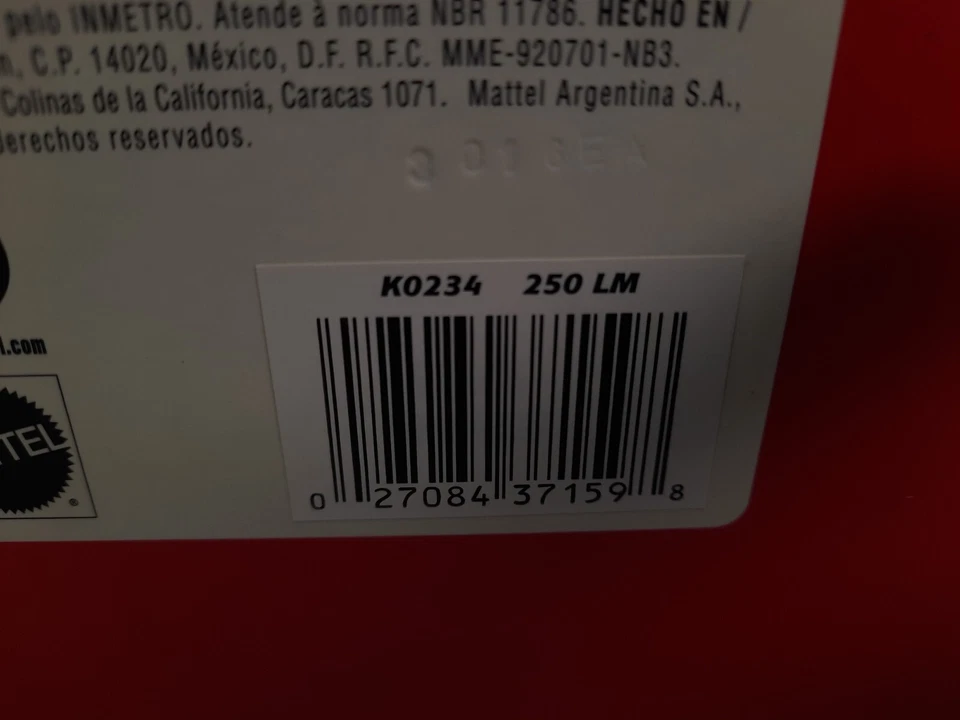 pelo INMETRO. Atende à norma NBR 11786. HECHO EN /
C.P. 14020, México, D.F. R.F.C. MME-920701-NB3.
Colinas de la California, Caracas 1071. Mattel Argentina S.A.,
derechos reservados.
K0234 250 LM
.com
TEL
®
0 27084 37159 8